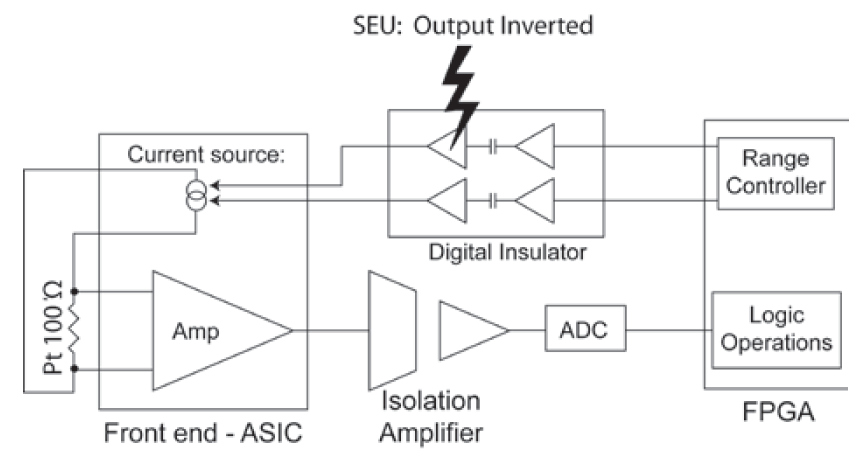 SEU: Output Inverted
Current source:
Range
Controller
Digital Insulator
Pt 100 Ω
Amp
ADC
Logic
Operations
Isolation
Amplifier
FPGA
Front end - ASIC